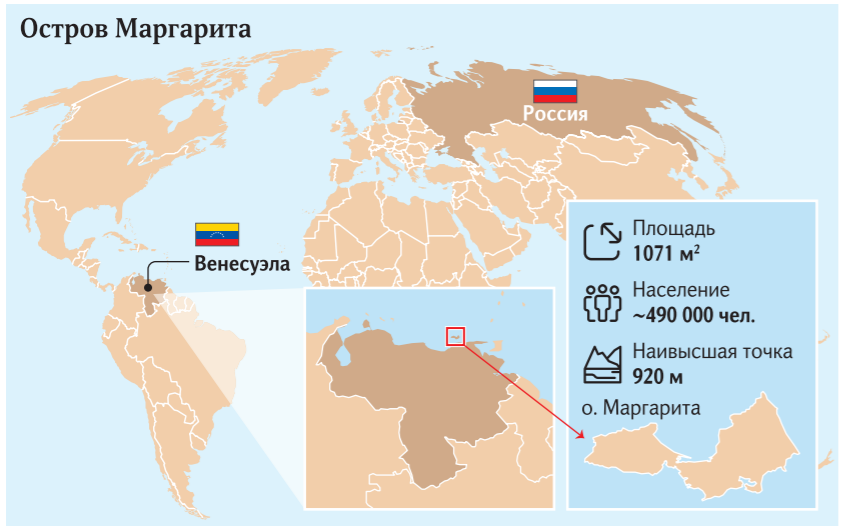 Остров Маргарита
Россия
Венесуэла
Площадь
1071 м²
Население
~490 000 чел.
Наивысшая точка
920 м
о. Маргарита